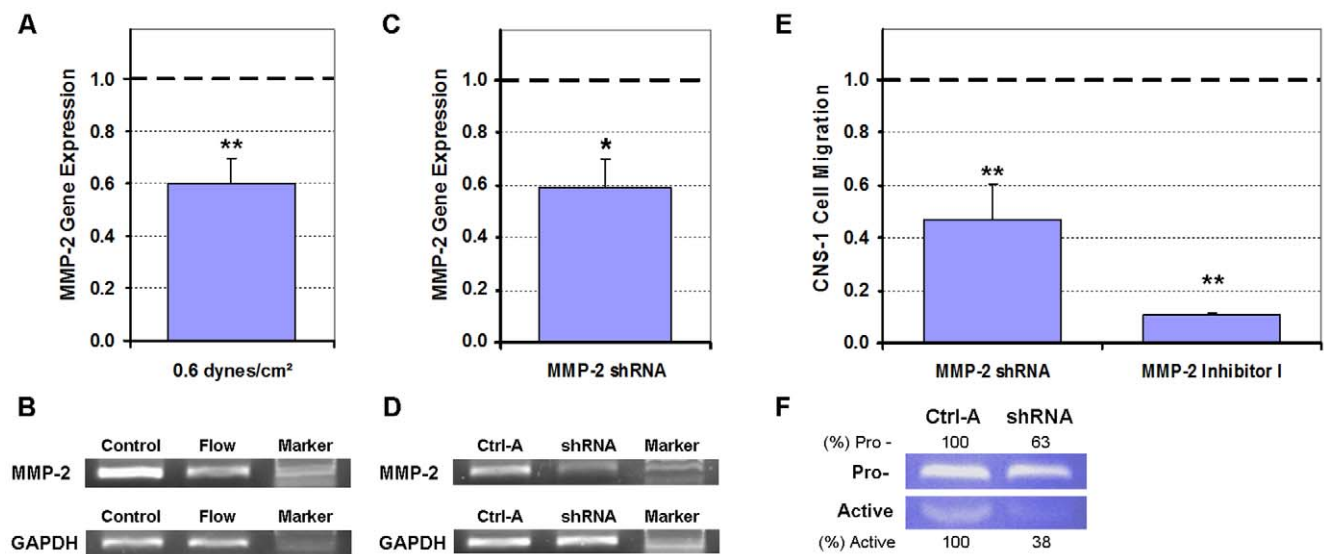 A
MMP-2 Gene Expression
1.0
0.8
0.6
0.4
0.2
0.0
**
0.6 dynes/cm²
C
MMP-2 Gene Expression
1.0
0.8
0.6
0.4
0.2
0.0
*
MMP-2 shRNA
E
CNS-1 Cell Migration
1.0
0.8
0.6
0.4
0.2
0.0
**
**
MMP-2 shRNA MMP-2 Inhibitor I
B
Control Flow Marker
MMP-2
Control Flow Marker
GAPDH
D
Ctrl-A shRNA Marker
MMP-2
Ctrl-A shRNA Marker
GAPDH
F
Ctrl-A shRNA
(%) Pro - 100 63
Pro-
Active
(%) Active 100 38